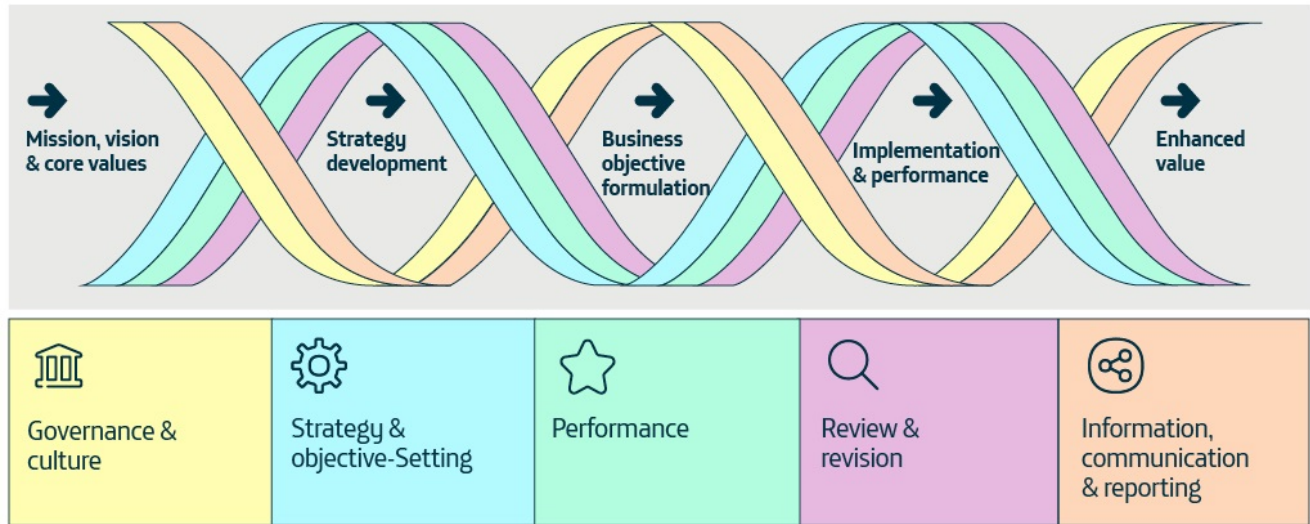 Mission, vision
& core values
Strategy
development
Business
objective
formulation
Implementation
& performance
Enhanced
value
Governance &
culture
Strategy &
objective-Setting
Performance
Review &
revision
Information,
communication
& reporting